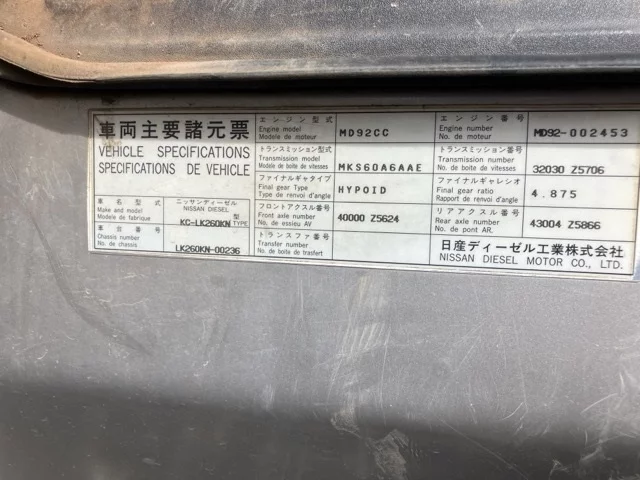 車両主要諸元票
VEHICLE SPECIFICATIONS
SPECIFICATIONS DE VEHICLE
車名
Make and model
Modele de fabrique
ニッサンディーゼル
NISSAN DIESEL
KC-LK260KN 型 TYPE
車台番号
Chassis number
No. de chassis
LK260KN-00236
エンジン型式
Engine model
Modele de moteur
MD92CC
トランスミッション型式
Transmission model
Modele de boite de vitesses
MKS60A6AAE
ファイナルギヤタイプ
Final gear Type
Type de renvoi d'angle
HYPOID
フロントアクスル番号
Front axle number
No. de essieu AV
40000 Z5624
トランスファ番号
Transfer number
No. de boite de trasfert
エンジン番号
Engine number
No. de moteur
MD92-002453
トランスミッション番号
Transmission number
No. de boite de vitesses
32030 Z5706
ファイナルギャレシオ
Final gear ratio
Rapport de renvoi d'angle
4.875
リアアクスル番号
Rear axle number
No. de pont AR.
43004 Z5866
日産ディーゼル工業株式会社
NISSAN DIESEL MOTOR CO., LTD.